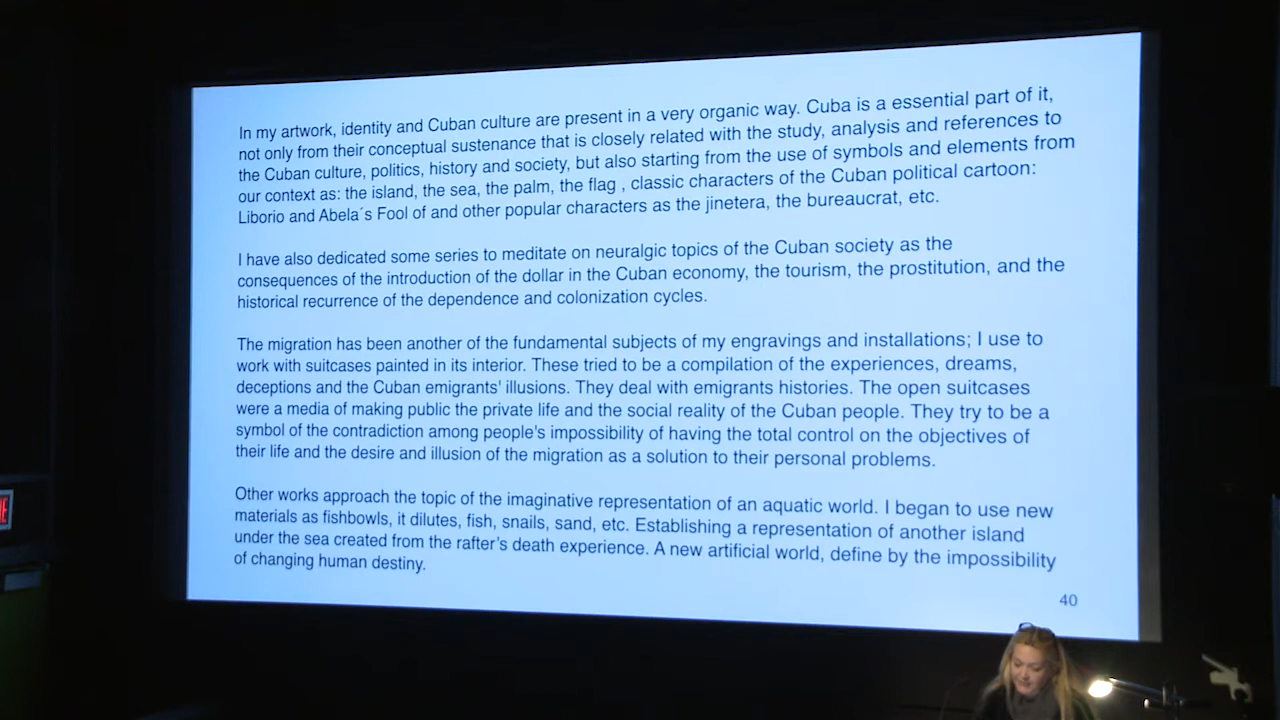 In my artwork, identity and Cuban culture are present in a very organic way. Cuba is a essential part of it,
not only from their conceptual sustenance that is closely related with the study, analysis and references to
the Cuban culture, politics, history and society, but also starting from the use of symbols and elements from
our context as: the island, the sea, the palm, the flag , classic characters of the Cuban political cartoon:
Liborio and Abela´s Fool of and other popular characters as the jinetera, the bureaucrat, etc.
I have also dedicated some series to meditate on neuralgic topics of the Cuban society as the
consequences of the introduction of the dollar in the Cuban economy, the tourism, the prostitution, and the
historical recurrence of the dependence and colonization cycles.
The migration has been another of the fundamental subjects of my engravings and installations; I use to
work with suitcases painted in its interior. These tried to be a compilation of the experiences, dreams,
deceptions and the Cuban emigrants' illusions. They deal with emigrants histories. The open suitcases
were a media of making public the private life and the social reality of the Cuban people. They try to be a
symbol of the contradiction among people's impossibility of having the total control on the objectives of
their life and the desire and illusion of the migration as a solution to their personal problems.
Other works approach the topic of the imaginative representation of an aquatic world. I began to use new
materials as fishbowls, it dilutes, fish, snails, sand, etc. Establishing a representation of another island
under the sea created from the rafter's death experience. A new artificial world, define by the impossibility
of changing human destiny.
40